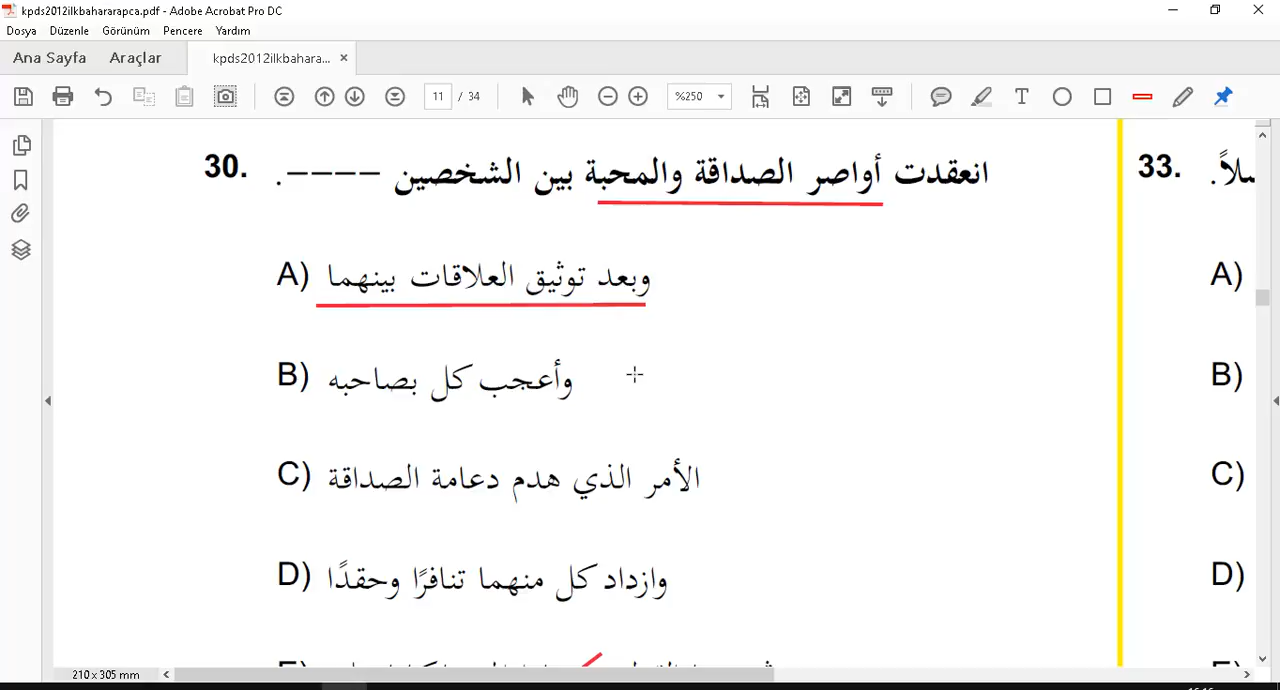 kpds2012ilkbahararapca.pdf - Adobe Acrobat Pro DC
Dosya Düzenle Görünüm Pencere Yardım
Ana Sayfa Araçlar kpds2012ilkbahara... ×
11 / 34 %250
30. انعقدت أواصر الصداقة والمحبة بين الشخصين ----.
A) وبعد توثيق العلاقات بينهما
B) وأعجب كل بصاحبه
C) الأمر الذي هدم دعامة الصداقة
D) وازداد كل منهما تنافرًا وحقدًا
33.
A)
B)
C)
D)
210 x 305 mm